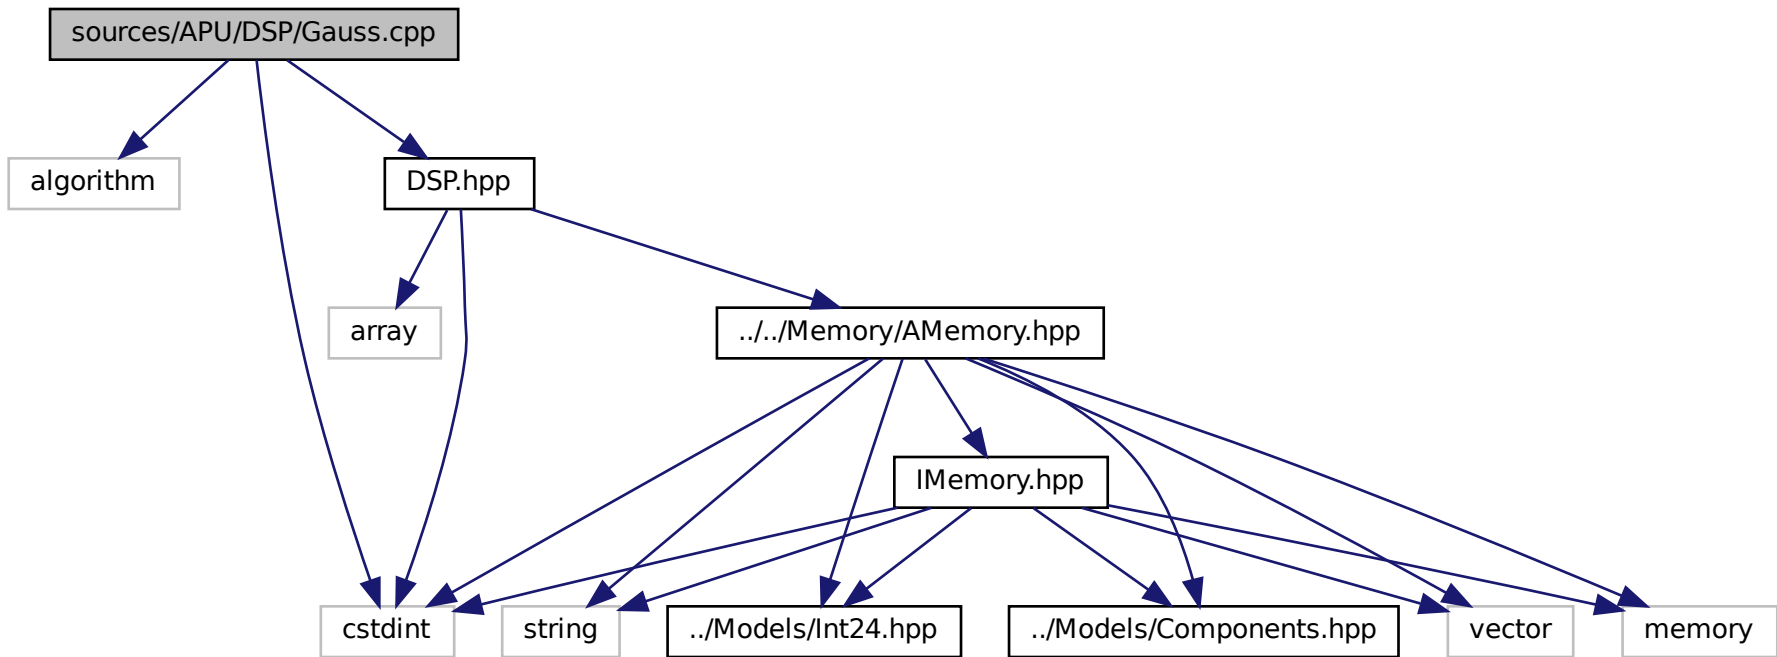 sources/APU/DSP/Gauss.cpp
algorithm
DSP.hpp
array
../../Memory/AMemory.hpp
IMemory.hpp
cstdint
string
../Models/Int24.hpp
../Models/Components.hpp
vector
memory